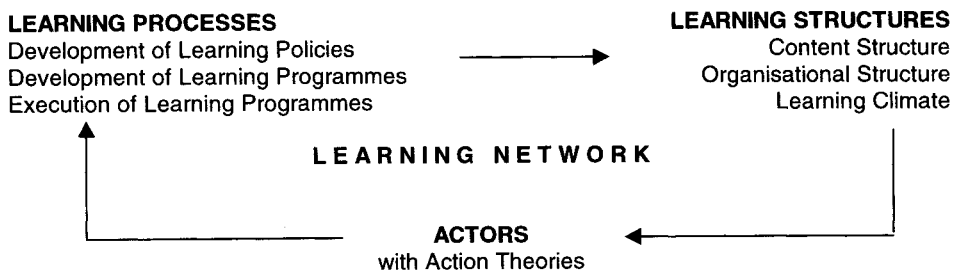 LEARNING PROCESSES
Development of Learning Policies
Development of Learning Programmes
Execution of Learning Programmes
LEARNING STRUCTURES
Content Structure
Organisational Structure
Learning Climate
LEARNING NETWORK
ACTORS
with Action Theories